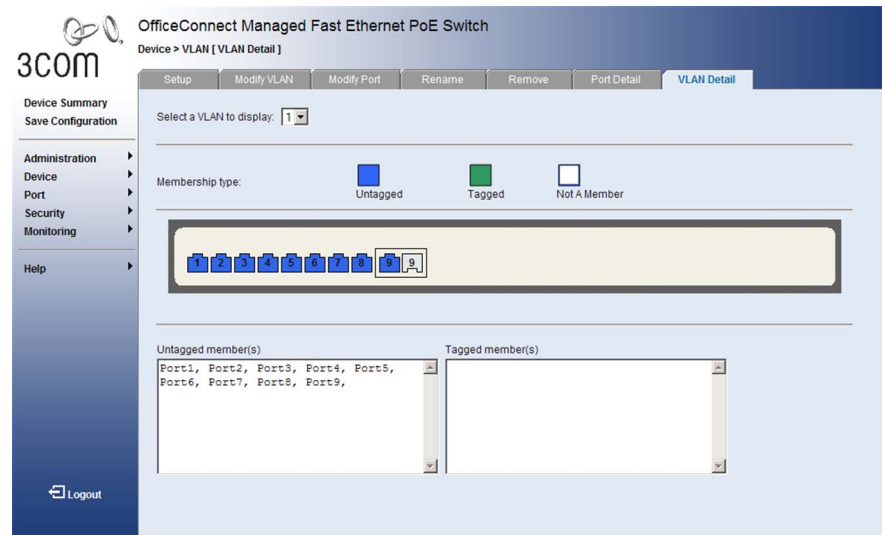 3COM
OfficeConnect Managed Fast Ethernet PoE Switch
Device > VLAN [ VLAN Detail ]
Setup Modify VLAN Modify Port Rename Remove Port Detail VLAN Detail
Device Summary
Save Configuration
Administration
Device
Port
Security
Monitoring
Help
Logout
Select a VLAN to display: 1
Membership type:
Untagged Tagged Not A Member
1 2 3 4 5 6 7 8 9 9
Untagged member(s)
Port1, Port2, Port3, Port4, Port5,
Port6, Port7, Port8, Port9,
Tagged member(s)